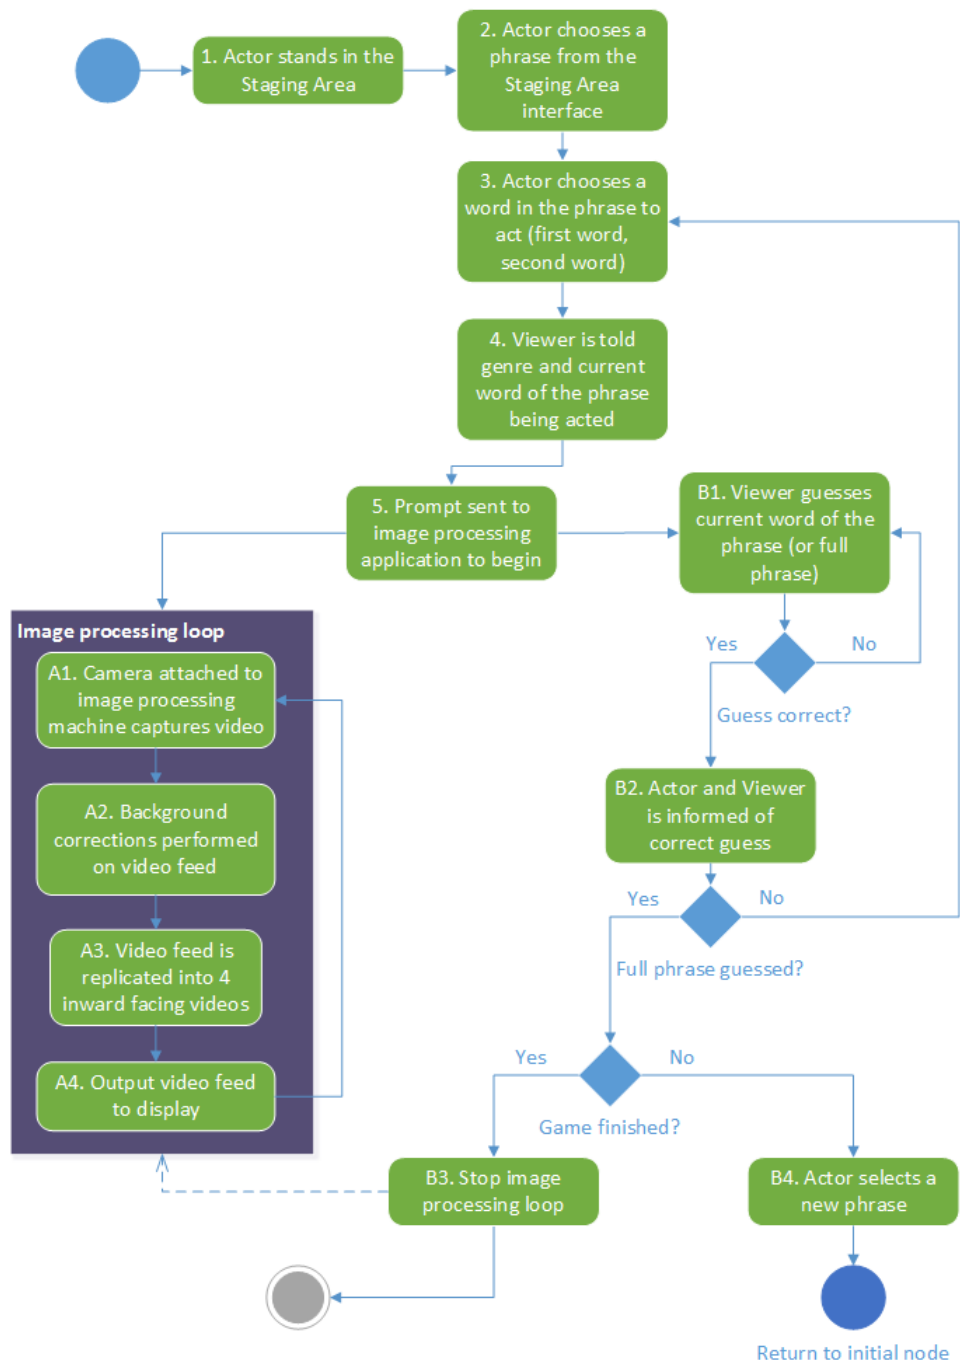 1. Actor stands in the
Staging Area
2. Actor chooses a
phrase from the
Staging Area
interface
3. Actor chooses a
word in the phrase to
act (first word,
second word)
4. Viewer is told
genre and current
word of the phrase
being acted
5. Prompt sent to
image processing
application to begin
B1. Viewer guesses
current word of the
phrase (or full
phrase)
Yes
No
Guess correct?
Image processing loop
A1. Camera attached to
image processing
machine captures video
A2. Background
corrections performed
on video feed
A3. Video feed is
replicated into 4
inward facing videos
A4. Output video feed
to display
B2. Actor and Viewer
is informed of
correct guess
Yes
No
Full phrase guessed?
Yes
No
Game finished?
B3. Stop image
processing loop
B4. Actor selects a
new phrase
Return to initial node